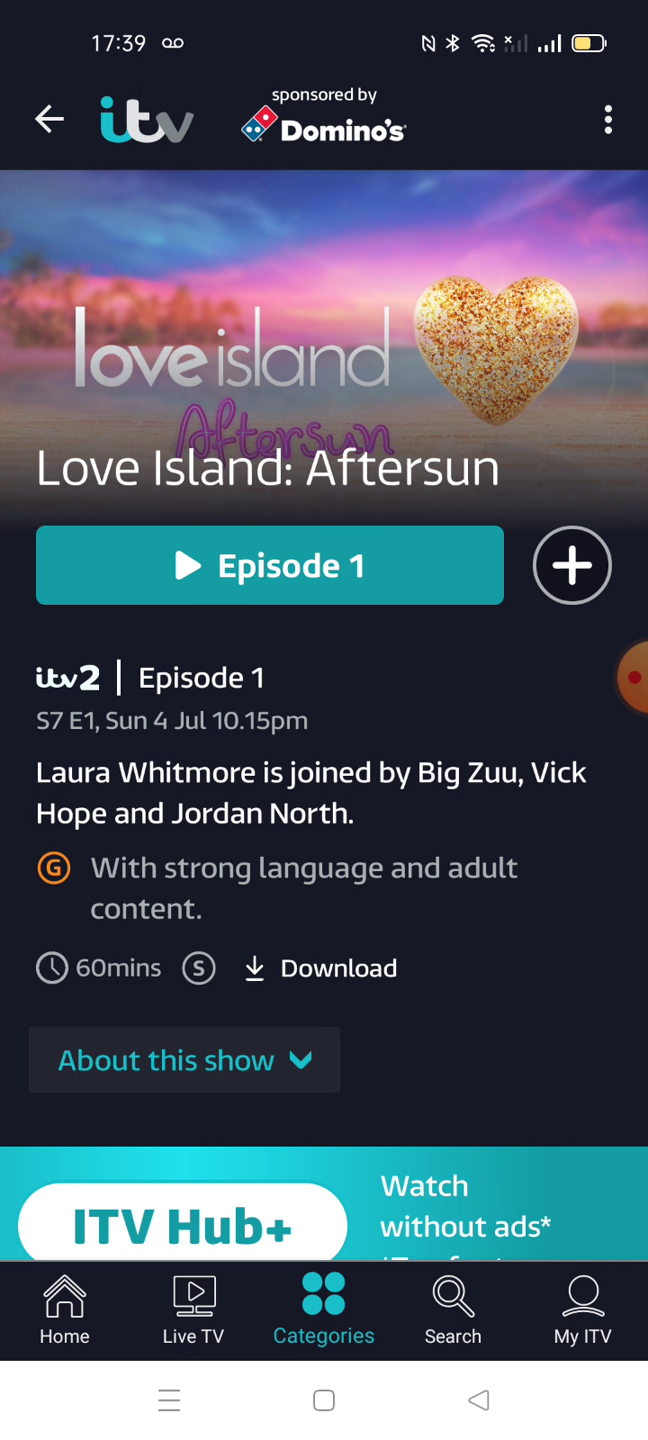 17:39
itv
sponsored by
Domino's
love island
Aftersun
Love Island: Aftersun
Episode 1
itv2 | Episode 1
S7 E1, Sun 4 Jul 10.15pm
Laura Whitmore is joined by Big Zuu, Vick
Hope and Jordan North.
G With strong language and adult
content.
60mins S Download
About this show
ITV Hub+
Watch
without ads*
Home
Live TV
Categories
Search
My ITV